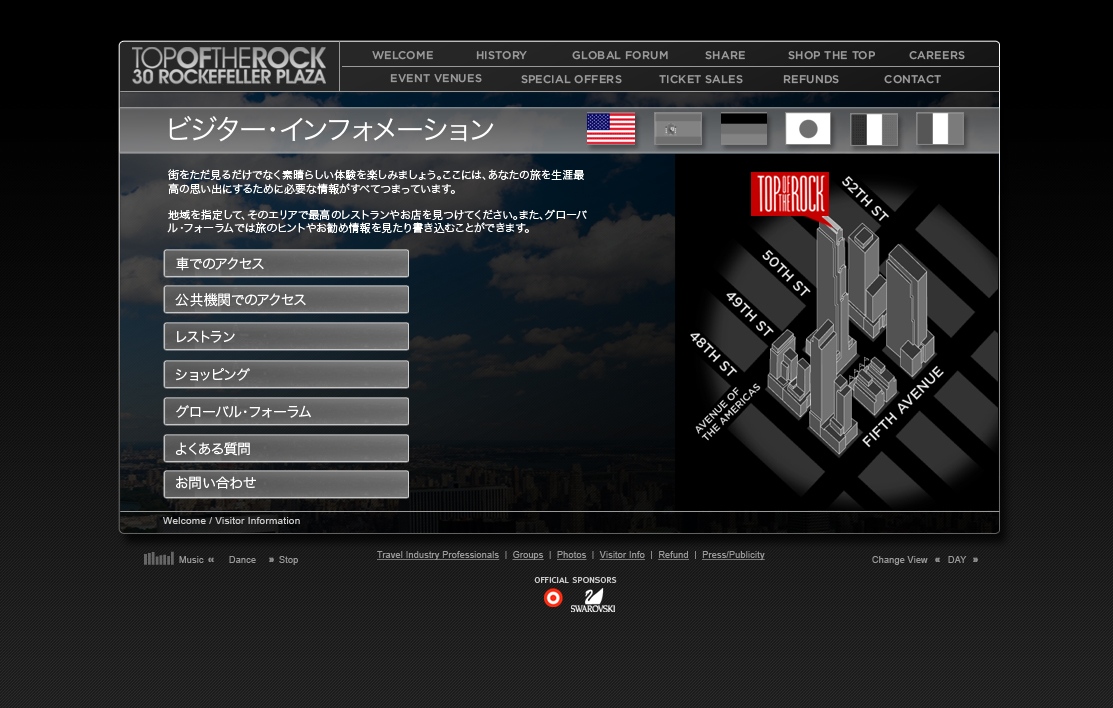 TOPOFTHEROCK
30 ROCKEFELLER PLAZA
WELCOME HISTORY GLOBAL FORUM SHARE SHOP THE TOP CAREERS
EVENT VENUES SPECIAL OFFERS TICKET SALES REFUNDS CONTACT
ビジター・インフォメーション
街をただ見るだけでなく素晴らしい体験を楽しみましょう。ここには、あなたの旅を生涯最
高の思い出にするために必要な情報がすべてつまっています。
地域を指定して、そのエリアで最高のレストランやお店を見つけてください。また、グローバ
ル・フォーラムでは旅のヒントやお勧め情報を見たり書き込むことができます。
車でのアクセス
公共機関でのアクセス
レストラン
ショッピング
グローバル・フォーラム
よくある質問
お問い合わせ
TOP OF THE ROCK
52TH ST
50TH ST
49TH ST
48TH ST
AVENUE OF
THE AMERICAS
FIFTH AVENUE
Welcome / Visitor Information
Music « Dance » Stop
Travel Industry Professionals | Groups | Photos | Visitor Info | Refund | Press/Publicity
Change View « DAY »
OFFICIAL SPONSORS
SWAROVSKI